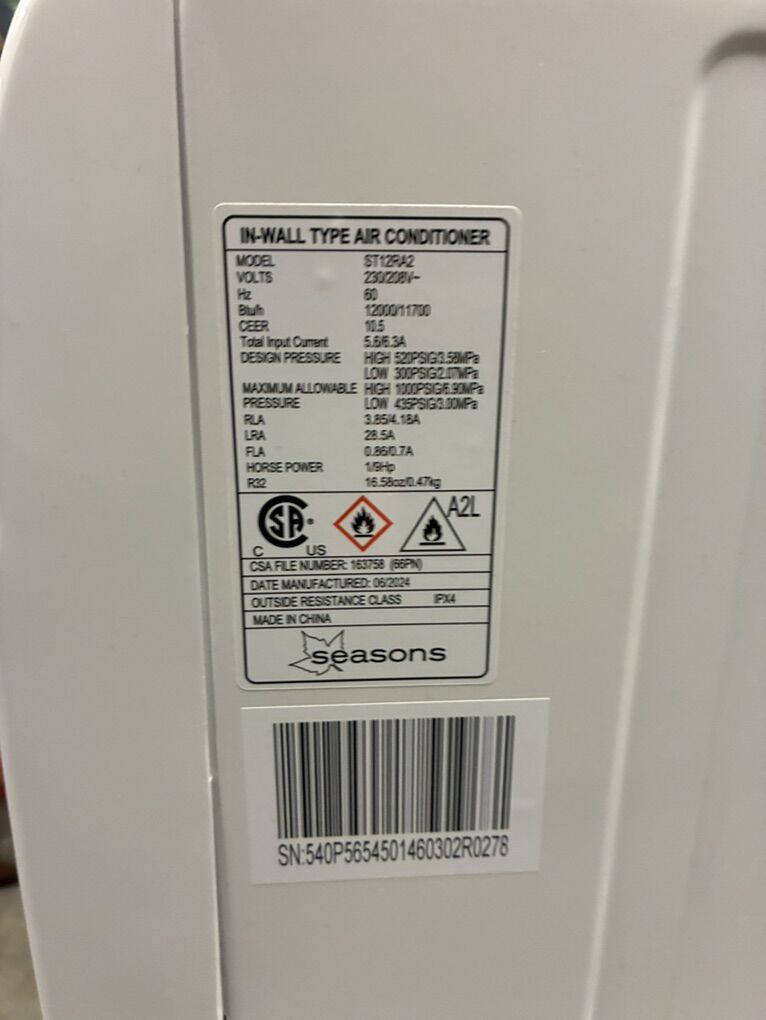 IN-WALL TYPE AIR CONDITIONER
MODEL ST12RA2
VOLTS 230/208V~
Hz 60
Btu/h 12000/11700
CEER 10.5
Total Input Current 5.6/6.3A
DESIGN PRESSURE HIGH 520PSIG/3.58MPa
LOW 300PSIG/2.07MPa
MAXIMUM ALLOWABLE HIGH 1000PSIG/6.90MPa
PRESSURE LOW 435PSIG/3.00MPa
RLA 3.85/4.18A
LRA 28.5A
FLA 0.86/0.7A
HORSE POWER 1/9Hp
R32 16.58oz/0.47kg
SA A2L
C US
CSA FILE NUMBER: 163758 (66PN)
DATE MANUFACTURED: 06/2024
OUTSIDE RESISTANCE CLASS IPX4
MADE IN CHINA
seasons
SN:540P5654501460302R0278